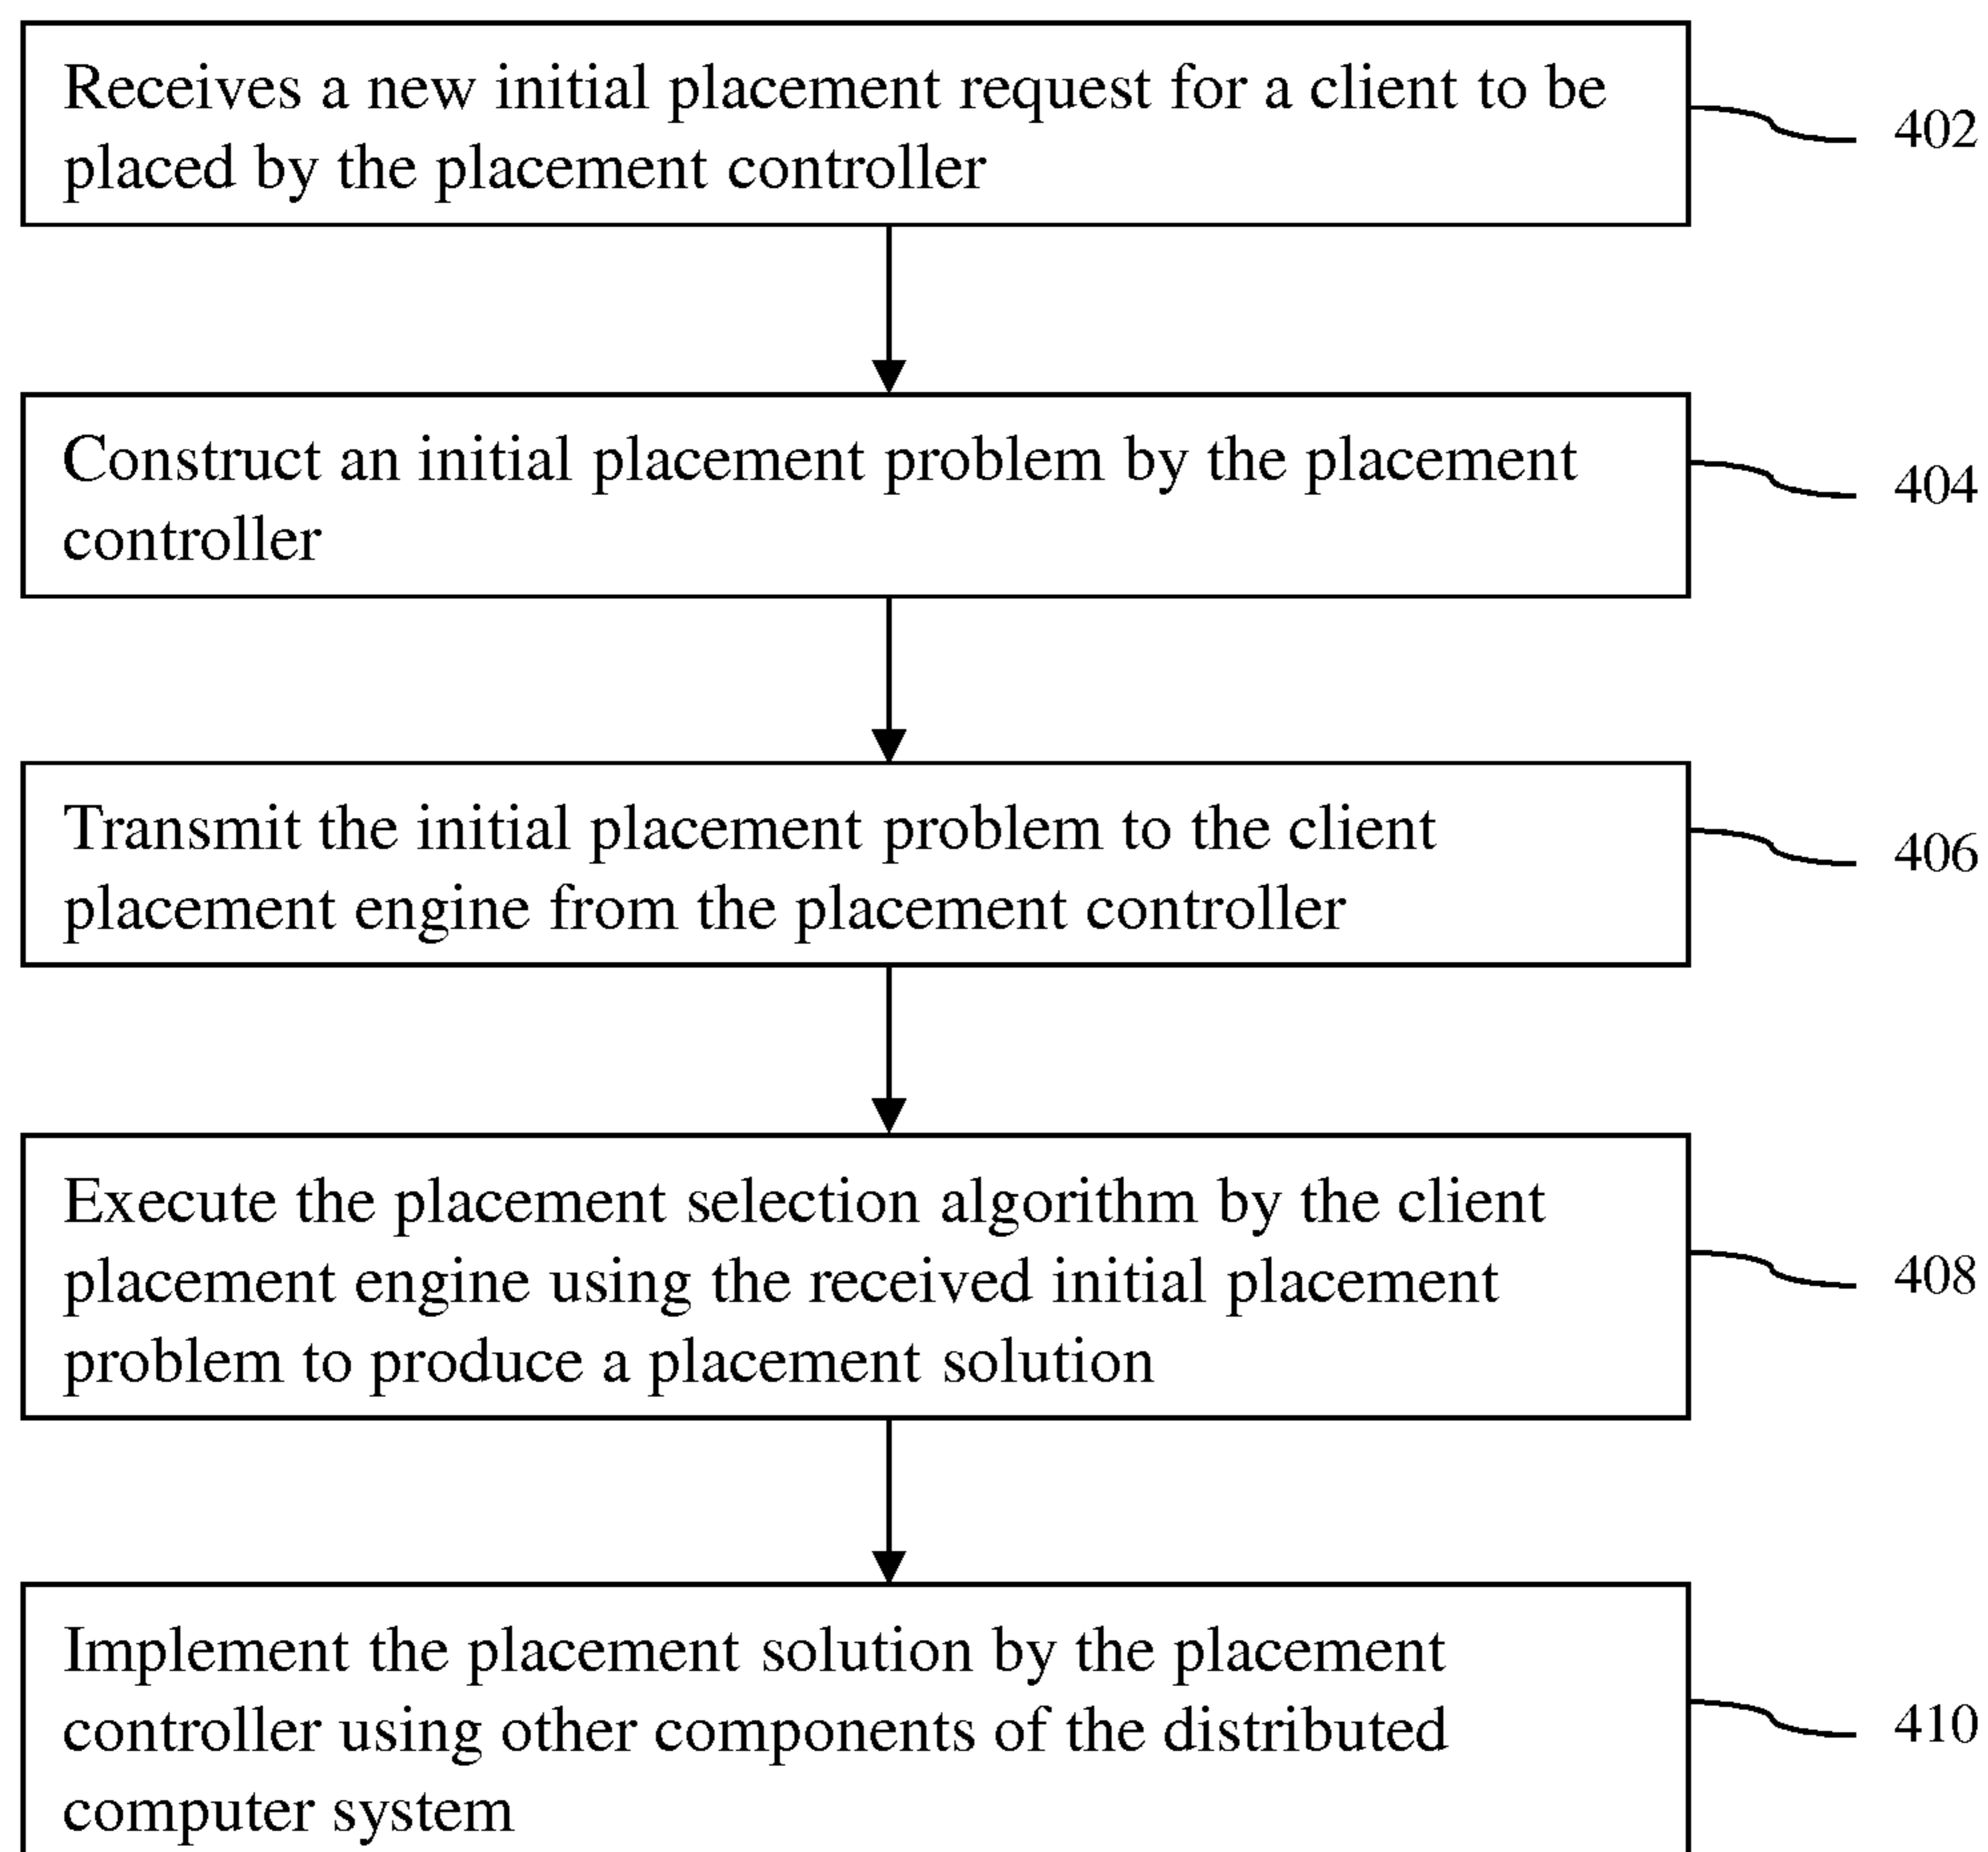 Receives a new initial placement request for a client to be
placed by the placement controller
402
Construct an initial placement problem by the placement
controller
404
Transmit the initial placement problem to the client
placement engine from the placement controller
406
Execute the placement selection algorithm by the client
placement engine using the received initial placement
problem to produce a placement solution
408
Implement the placement solution by the placement
controller using other components of the distributed
computer system
410